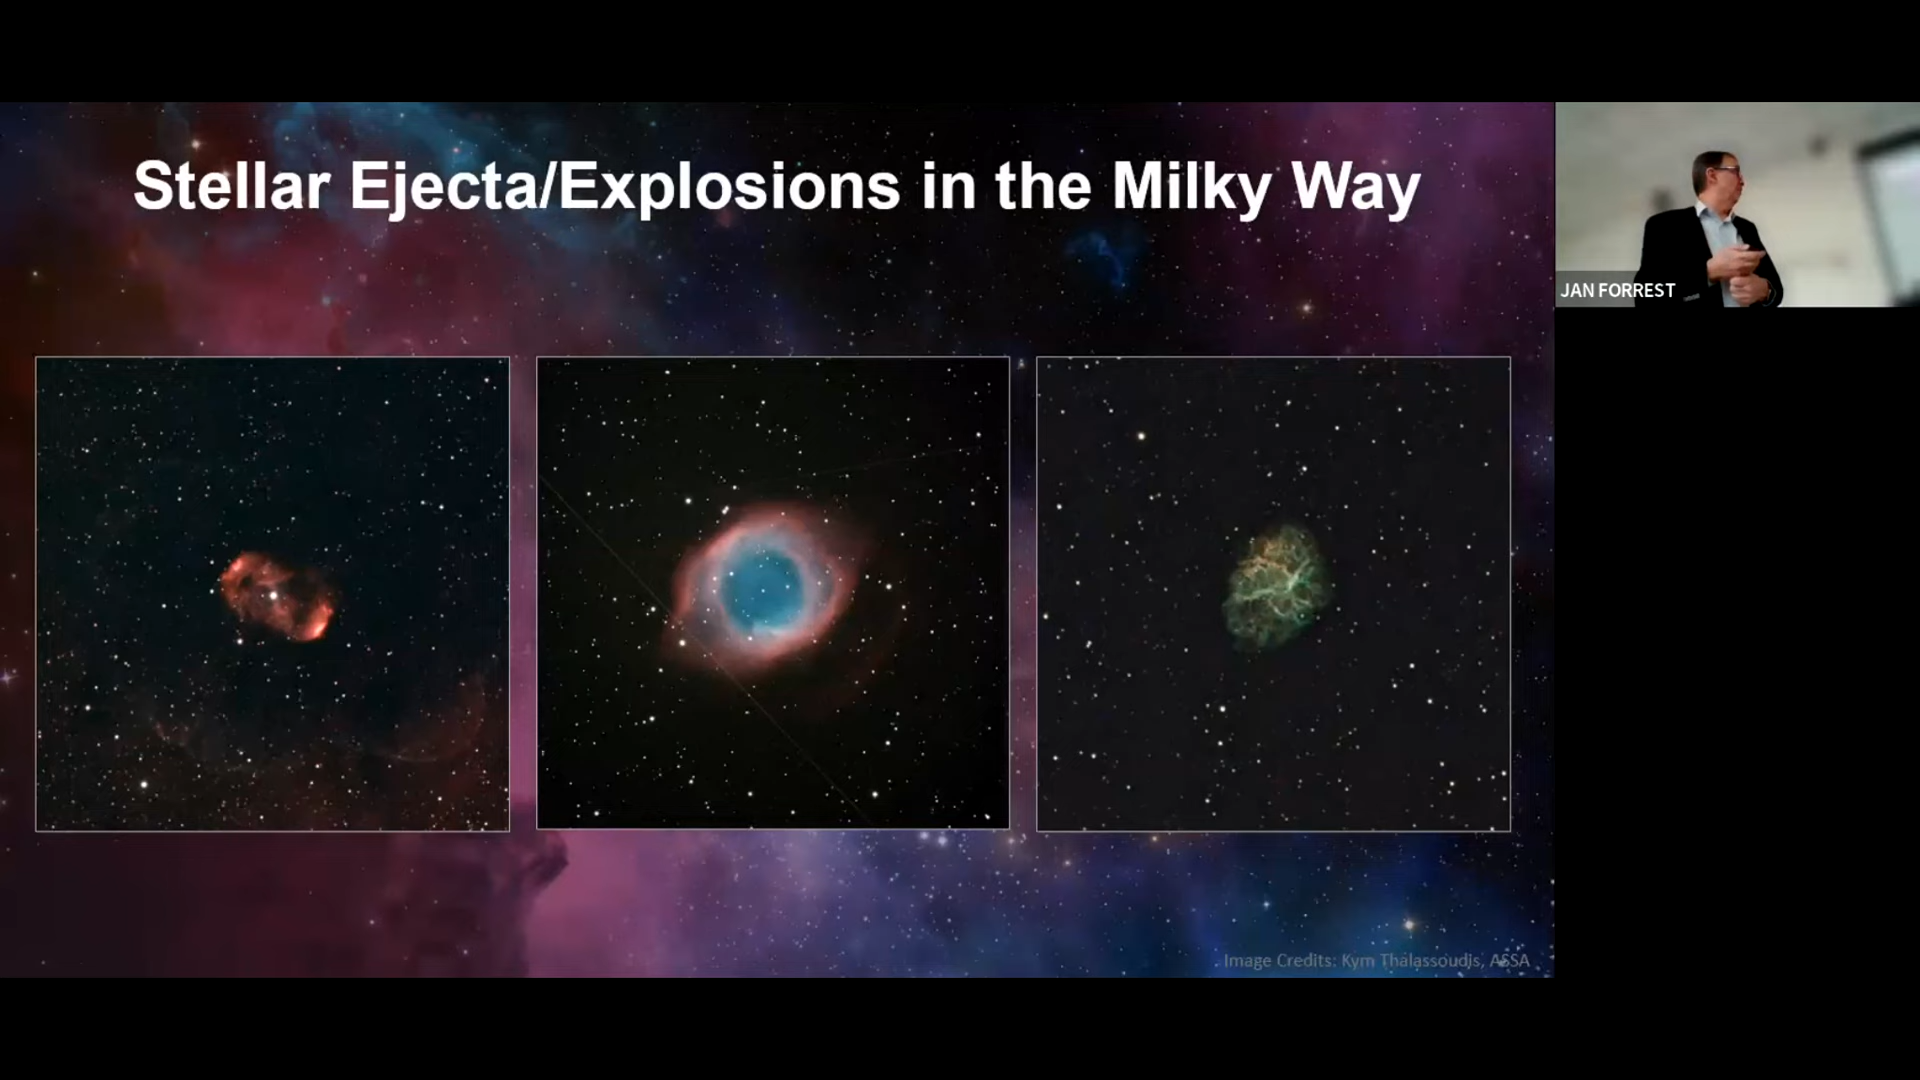 Stellar Ejecta/Explosions in the Milky Way
JAN FORREST
Image Credits: Kym Thalassoudis, ASSA